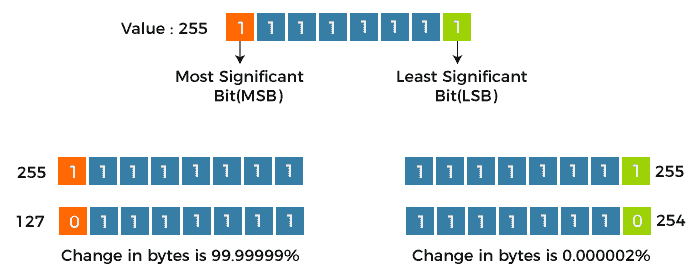 Value : 255 1 1 1 1 1 1 1 1
Most Significant Bit(MSB)
Least Significant Bit(LSB)
255 1 1 1 1 1 1 1 1
1 1 1 1 1 1 1 1 255
127 0 1 1 1 1 1 1 1
1 1 1 1 1 1 1 0 254
Change in bytes is 99.99999%
Change in bytes is 0.000002%